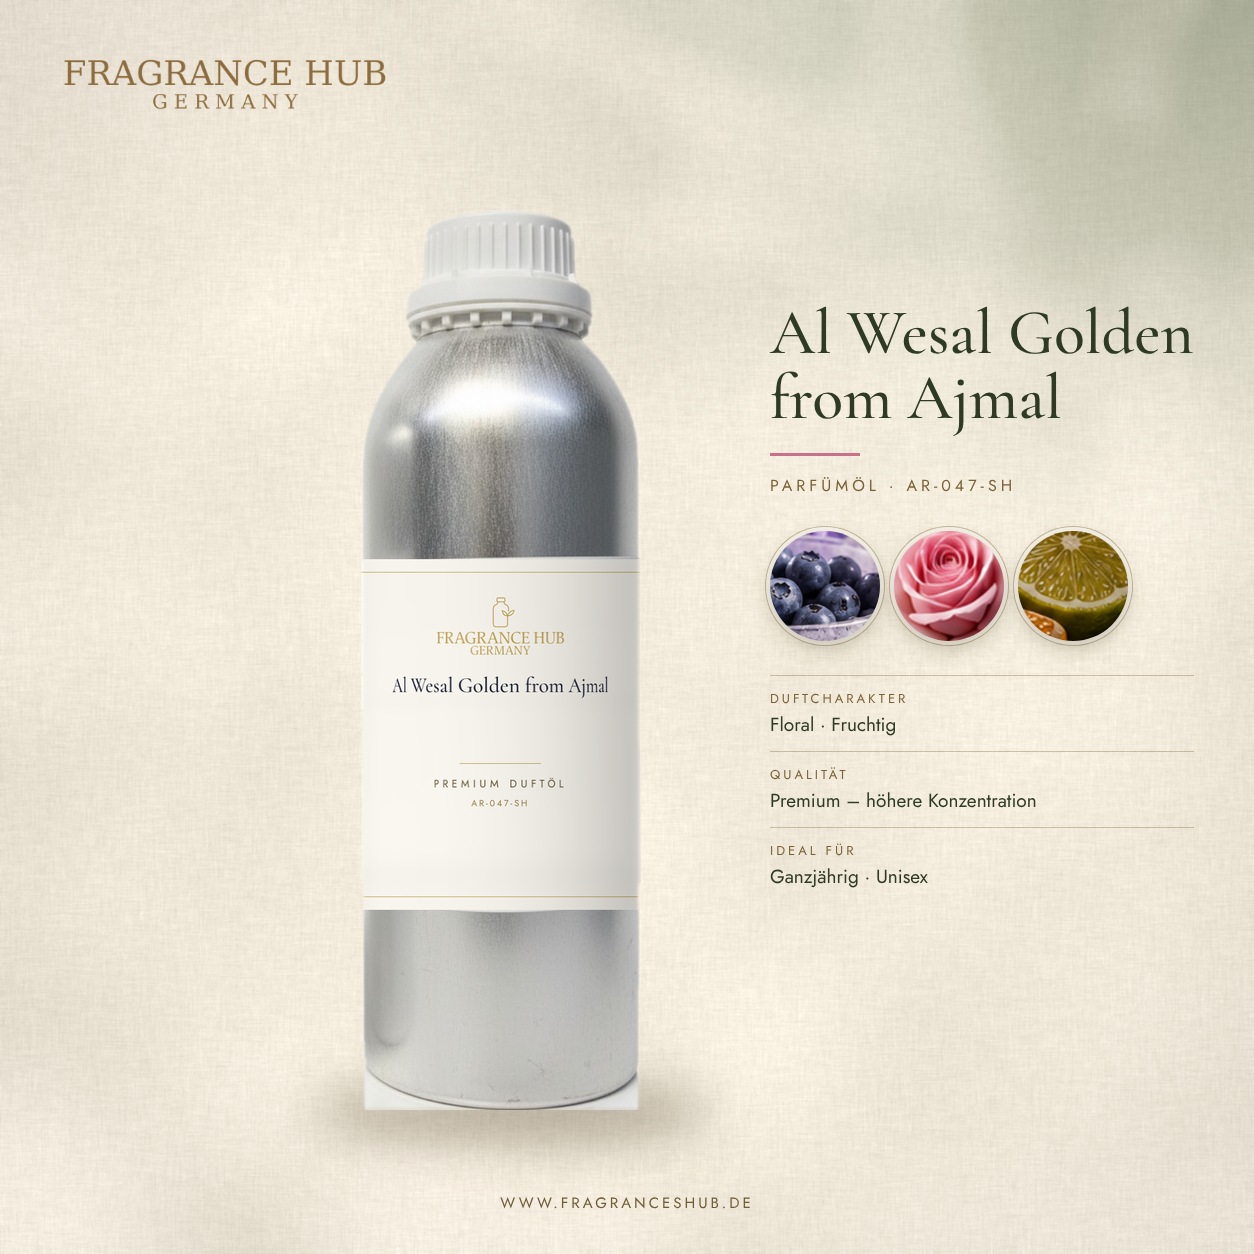 FRAGRANCE HUB
GERMANY
Al Wesal Golden
from Ajmal
PARFÜMÖL · AR-047-SH
FRAGRANCE HUB
GERMANY
Al Wesal Golden from Ajmal
PREMIUM DUFTÖL
AR-047-SH
DUFTCHARAKTER
Floral · Fruchtig
QUALITÄT
Premium – höhere Konzentration
IDEAL FÜR
Ganzjährig · Unisex
WWW.FRAGRANCESHUB.DE